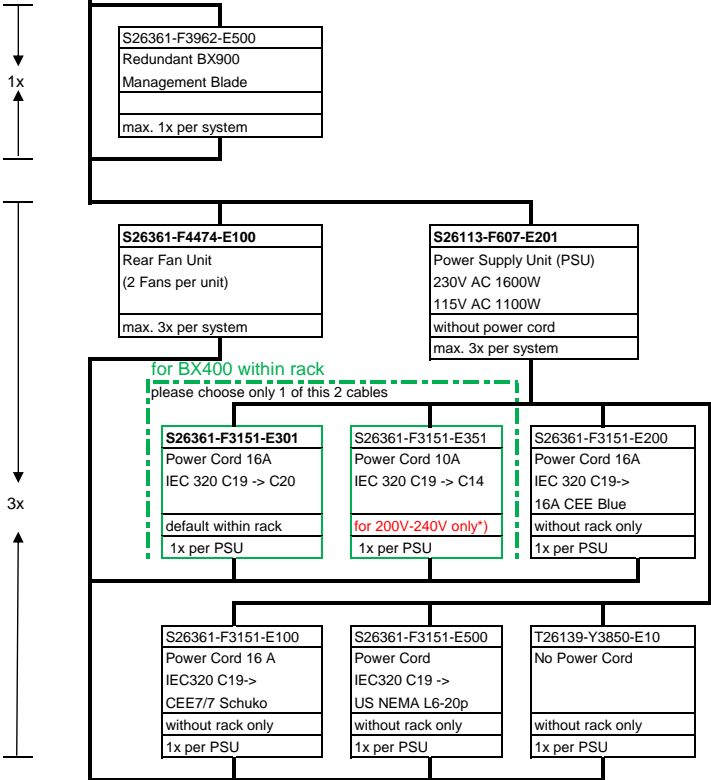 S26361-F3962-E500
Redundant BX900
Management Blade
max. 1x per system
1x
S26361-F4474-E100
Rear Fan Unit
(2 Fans per unit)
max. 3x per system
S26113-F607-E201
Power Supply Unit (PSU)
230V AC 1600W
115V AC 1100W
without power cord
max. 3x per system
for BX400 within rack
please choose only 1 of this 2 cables
S26361-F3151-E301
Power Cord 16A
IEC 320 C19 -> C20
default within rack
1x per PSU
S26361-F3151-E351
Power Cord 10A
IEC 320 C19 -> C14
for 200V-240V only*)
1x per PSU
S26361-F3151-E200
Power Cord 16A
IEC 320 C19->
16A CEE Blue
without rack only
1x per PSU
3x
S26361-F3151-E100
Power Cord 16 A
IEC320 C19->
CEE7/7 Schuko
without rack only
1x per PSU
S26361-F3151-E500
Power Cord
IEC320 C19 ->
US NEMA L6-20p
without rack only
1x per PSU
T26139-Y3850-E10
No Power Cord
without rack only
1x per PSU